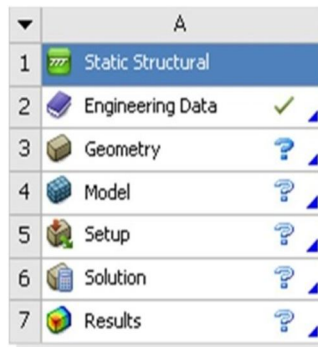 A
1 Static Structural
2 Engineering Data
3 Geometry ?
4 Model ?
5 Setup ?
6 Solution ?
7 Results ?